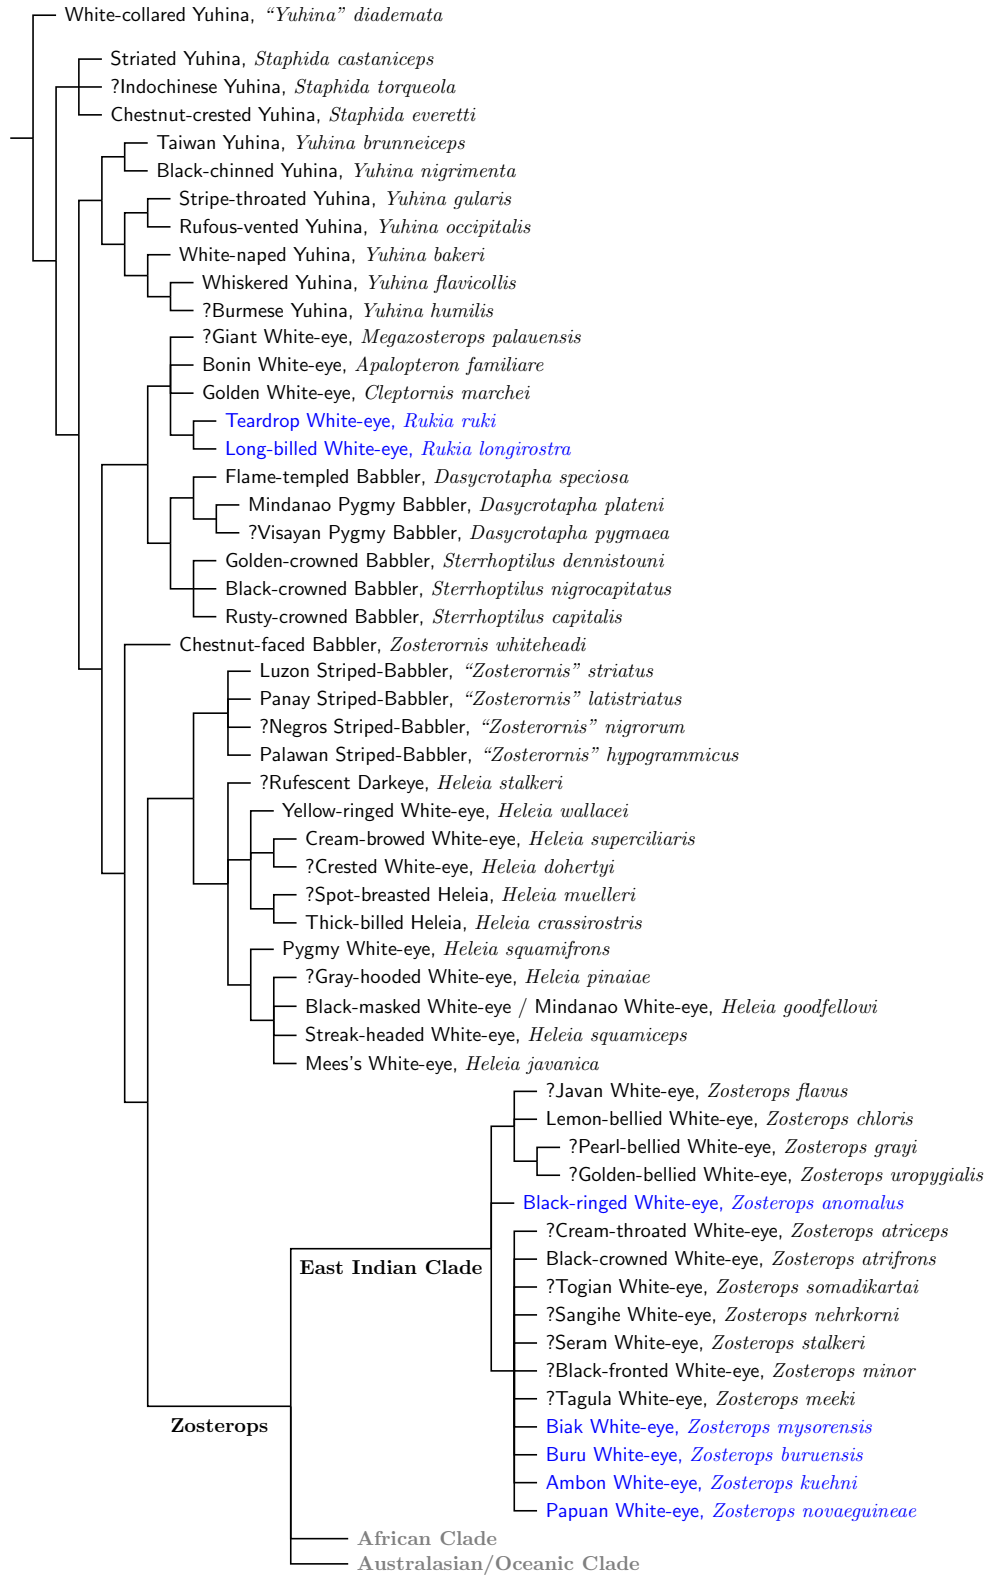 White-collared Yuhina, “Yuhina” diademata
Striated Yuhina, Staphida castaniceps
?Indochinese Yuhina, Staphida torqueola
Chestnut-crested Yuhina, Staphida everetti
Taiwan Yuhina, Yuhina brunneiceps
Black-chinned Yuhina, Yuhina nigrimenta
Stripe-throated Yuhina, Yuhina gularis
Rufous-vented Yuhina, Yuhina occipitalis
White-naped Yuhina, Yuhina bakeri
Whiskered Yuhina, Yuhina flavicollis
?Burmese Yuhina, Yuhina humilis
?Giant White-eye, Megazosterops palauensis
Bonin White-eye, Apalopteron familiare
Golden White-eye, Cleptornis marchei
Teardrop White-eye, Rukia ruki
Long-billed White-eye, Rukia longirostra
Flame-templed Babbler, Dasycrotapha speciosa
Mindanao Pygmy Babbler, Dasycrotapha plateni
?Visayan Pygmy Babbler, Dasycrotapha pygmaea
Golden-crowned Babbler, Sterrhoptilus dennistouni
Black-crowned Babbler, Sterrhoptilus nigrocapitatus
Rusty-crowned Babbler, Sterrhoptilus capitalis
Chestnut-faced Babbler, Zosterornis whiteheadi
Luzon Striped-Babbler, “Zosterornis” striatus
Panay Striped-Babbler, “Zosterornis” latistriatus
?Negros Striped-Babbler, “Zosterornis” nigrorum
Palawan Striped-Babbler, “Zosterornis” hypogrammicus
?Rufescent Darkeye, Heleia stalkeri
Yellow-ringed White-eye, Heleia wallacei
Cream-browed White-eye, Heleia superciliaris
?Crested White-eye, Heleia dohertyi
?Spot-breasted Heleia, Heleia muelleri
Thick-billed Heleia, Heleia crassirostris
Pygmy White-eye, Heleia squamifrons
?Gray-hooded White-eye, Heleia pinaiae
Black-masked White-eye / Mindanao White-eye, Heleia goodfellowi
Streak-headed White-eye, Heleia squamiceps
Mees's White-eye, Heleia javanica
?Javan White-eye, Zosterops flavus
Lemon-bellied White-eye, Zosterops chloris
?Pearl-bellied White-eye, Zosterops grayi
?Golden-bellied White-eye, Zosterops uropygialis
Black-ringed White-eye, Zosterops anomalus
?Cream-throated White-eye, Zosterops atriceps
Black-crowned White-eye, Zosterops atrifrons
East Indian Clade
?Togian White-eye, Zosterops somadikartai
?Sangihe White-eye, Zosterops nehrkorni
?Seram White-eye, Zosterops stalkeri
?Black-fronted White-eye, Zosterops minor
?Tagula White-eye, Zosterops meeki
Zosterops
Biak White-eye, Zosterops mysorensis
Buru White-eye, Zosterops buruensis
Ambon White-eye, Zosterops kuehni
Papuan White-eye, Zosterops novaeguineae
African Clade
Australasian/Oceanic Clade